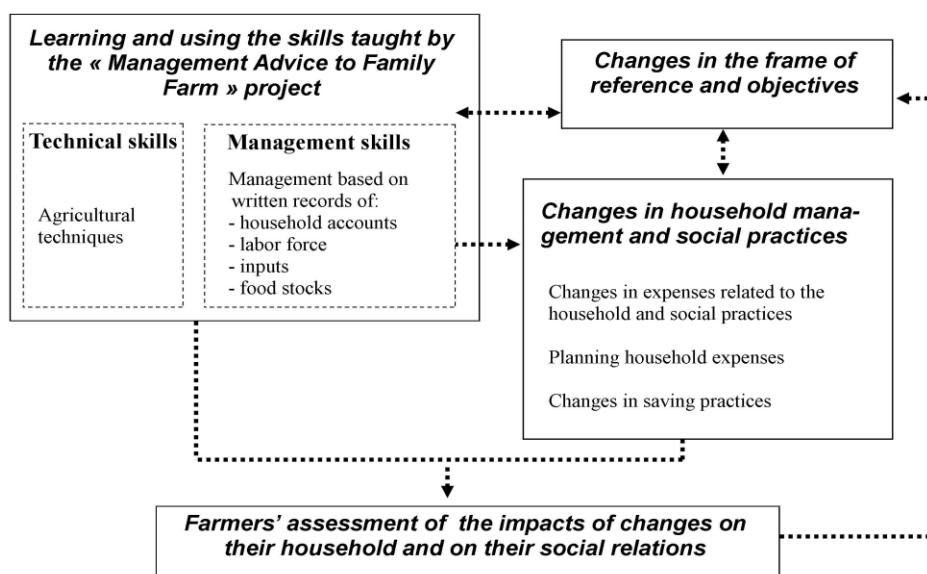 Learning and using the skills taught by
the « Management Advice to Family
Farm » project
Technical skills
Agricultural
techniques
Management skills
Management based on
written records of:
- household accounts
- labor force
- inputs
- food stocks
Changes in the frame of
reference and objectives
Changes in household mana-
gement and social practices
Changes in expenses related to the
household and social practices
Planning household expenses
Changes in saving practices
Farmers’ assessment of the impacts of changes on
their household and on their social relations